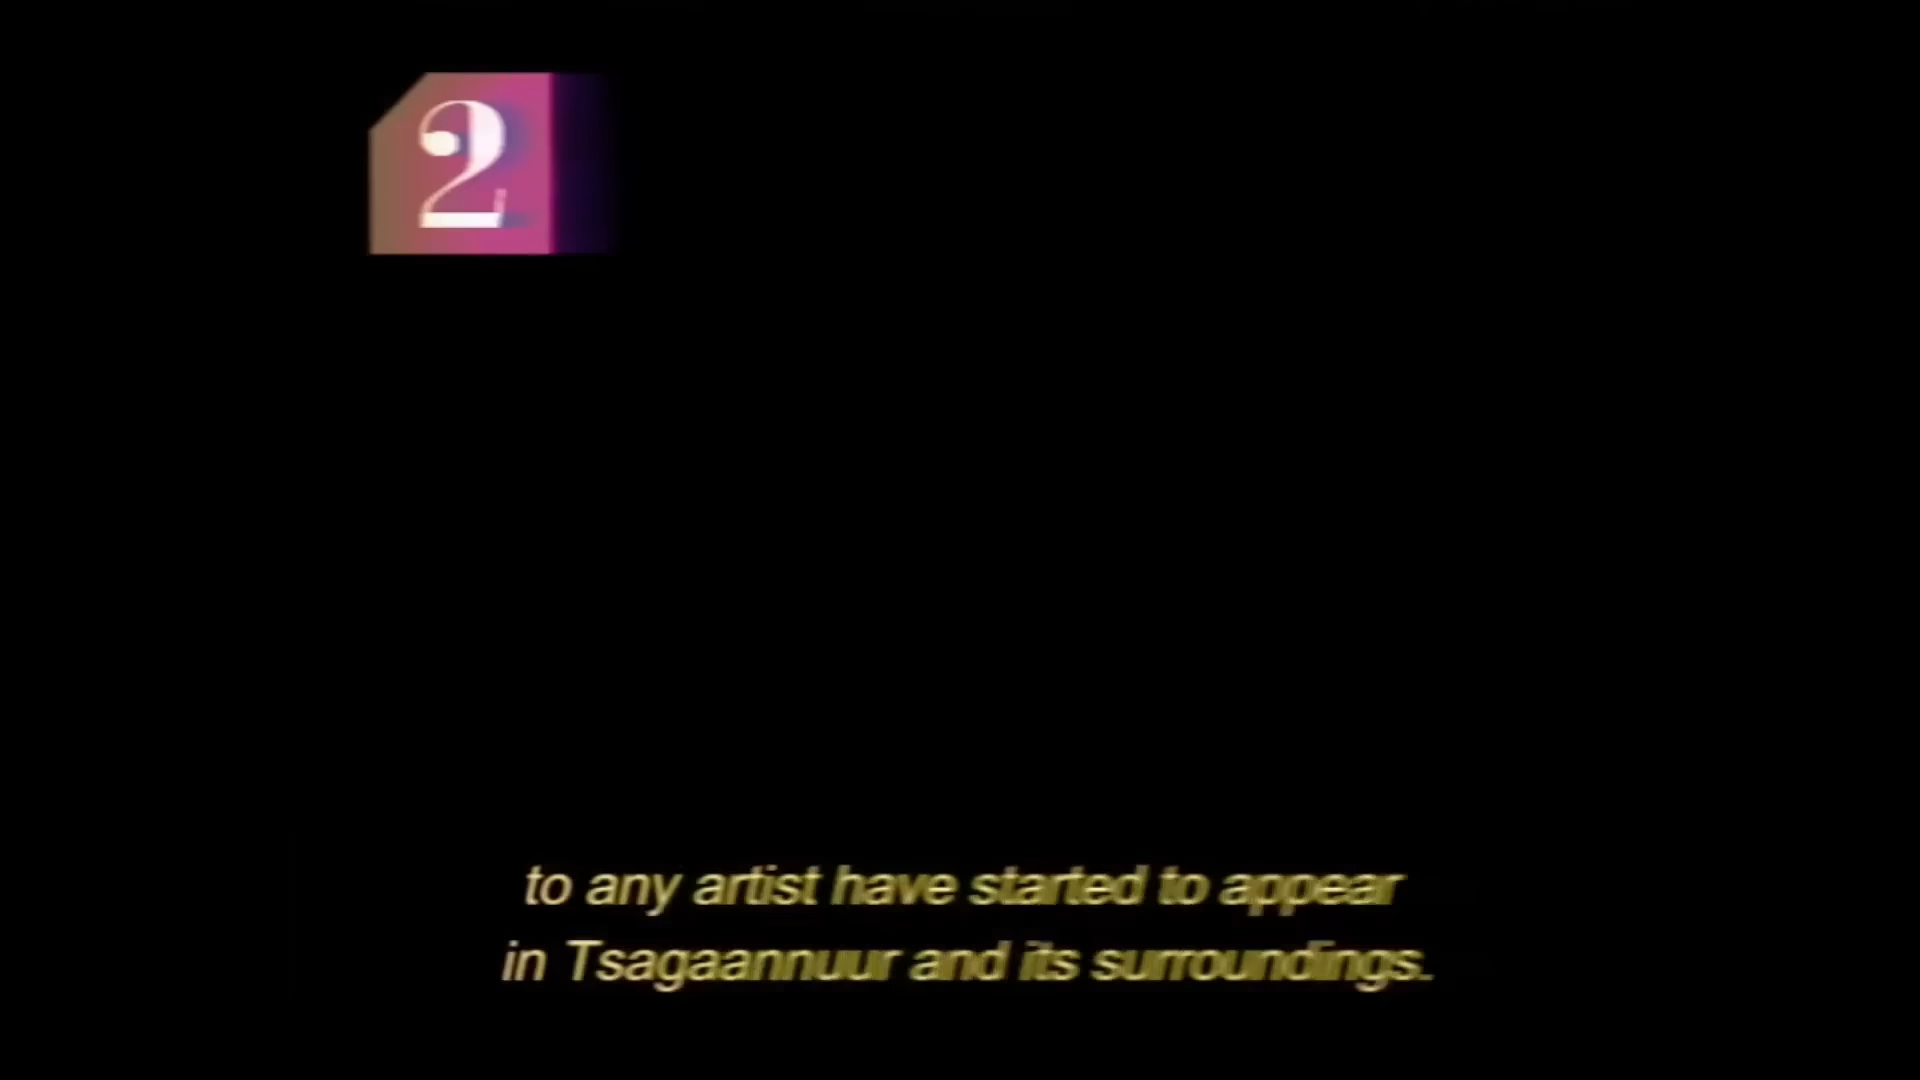 2
to any artist have started to appear
in Tsagaannuur and its surroundings.